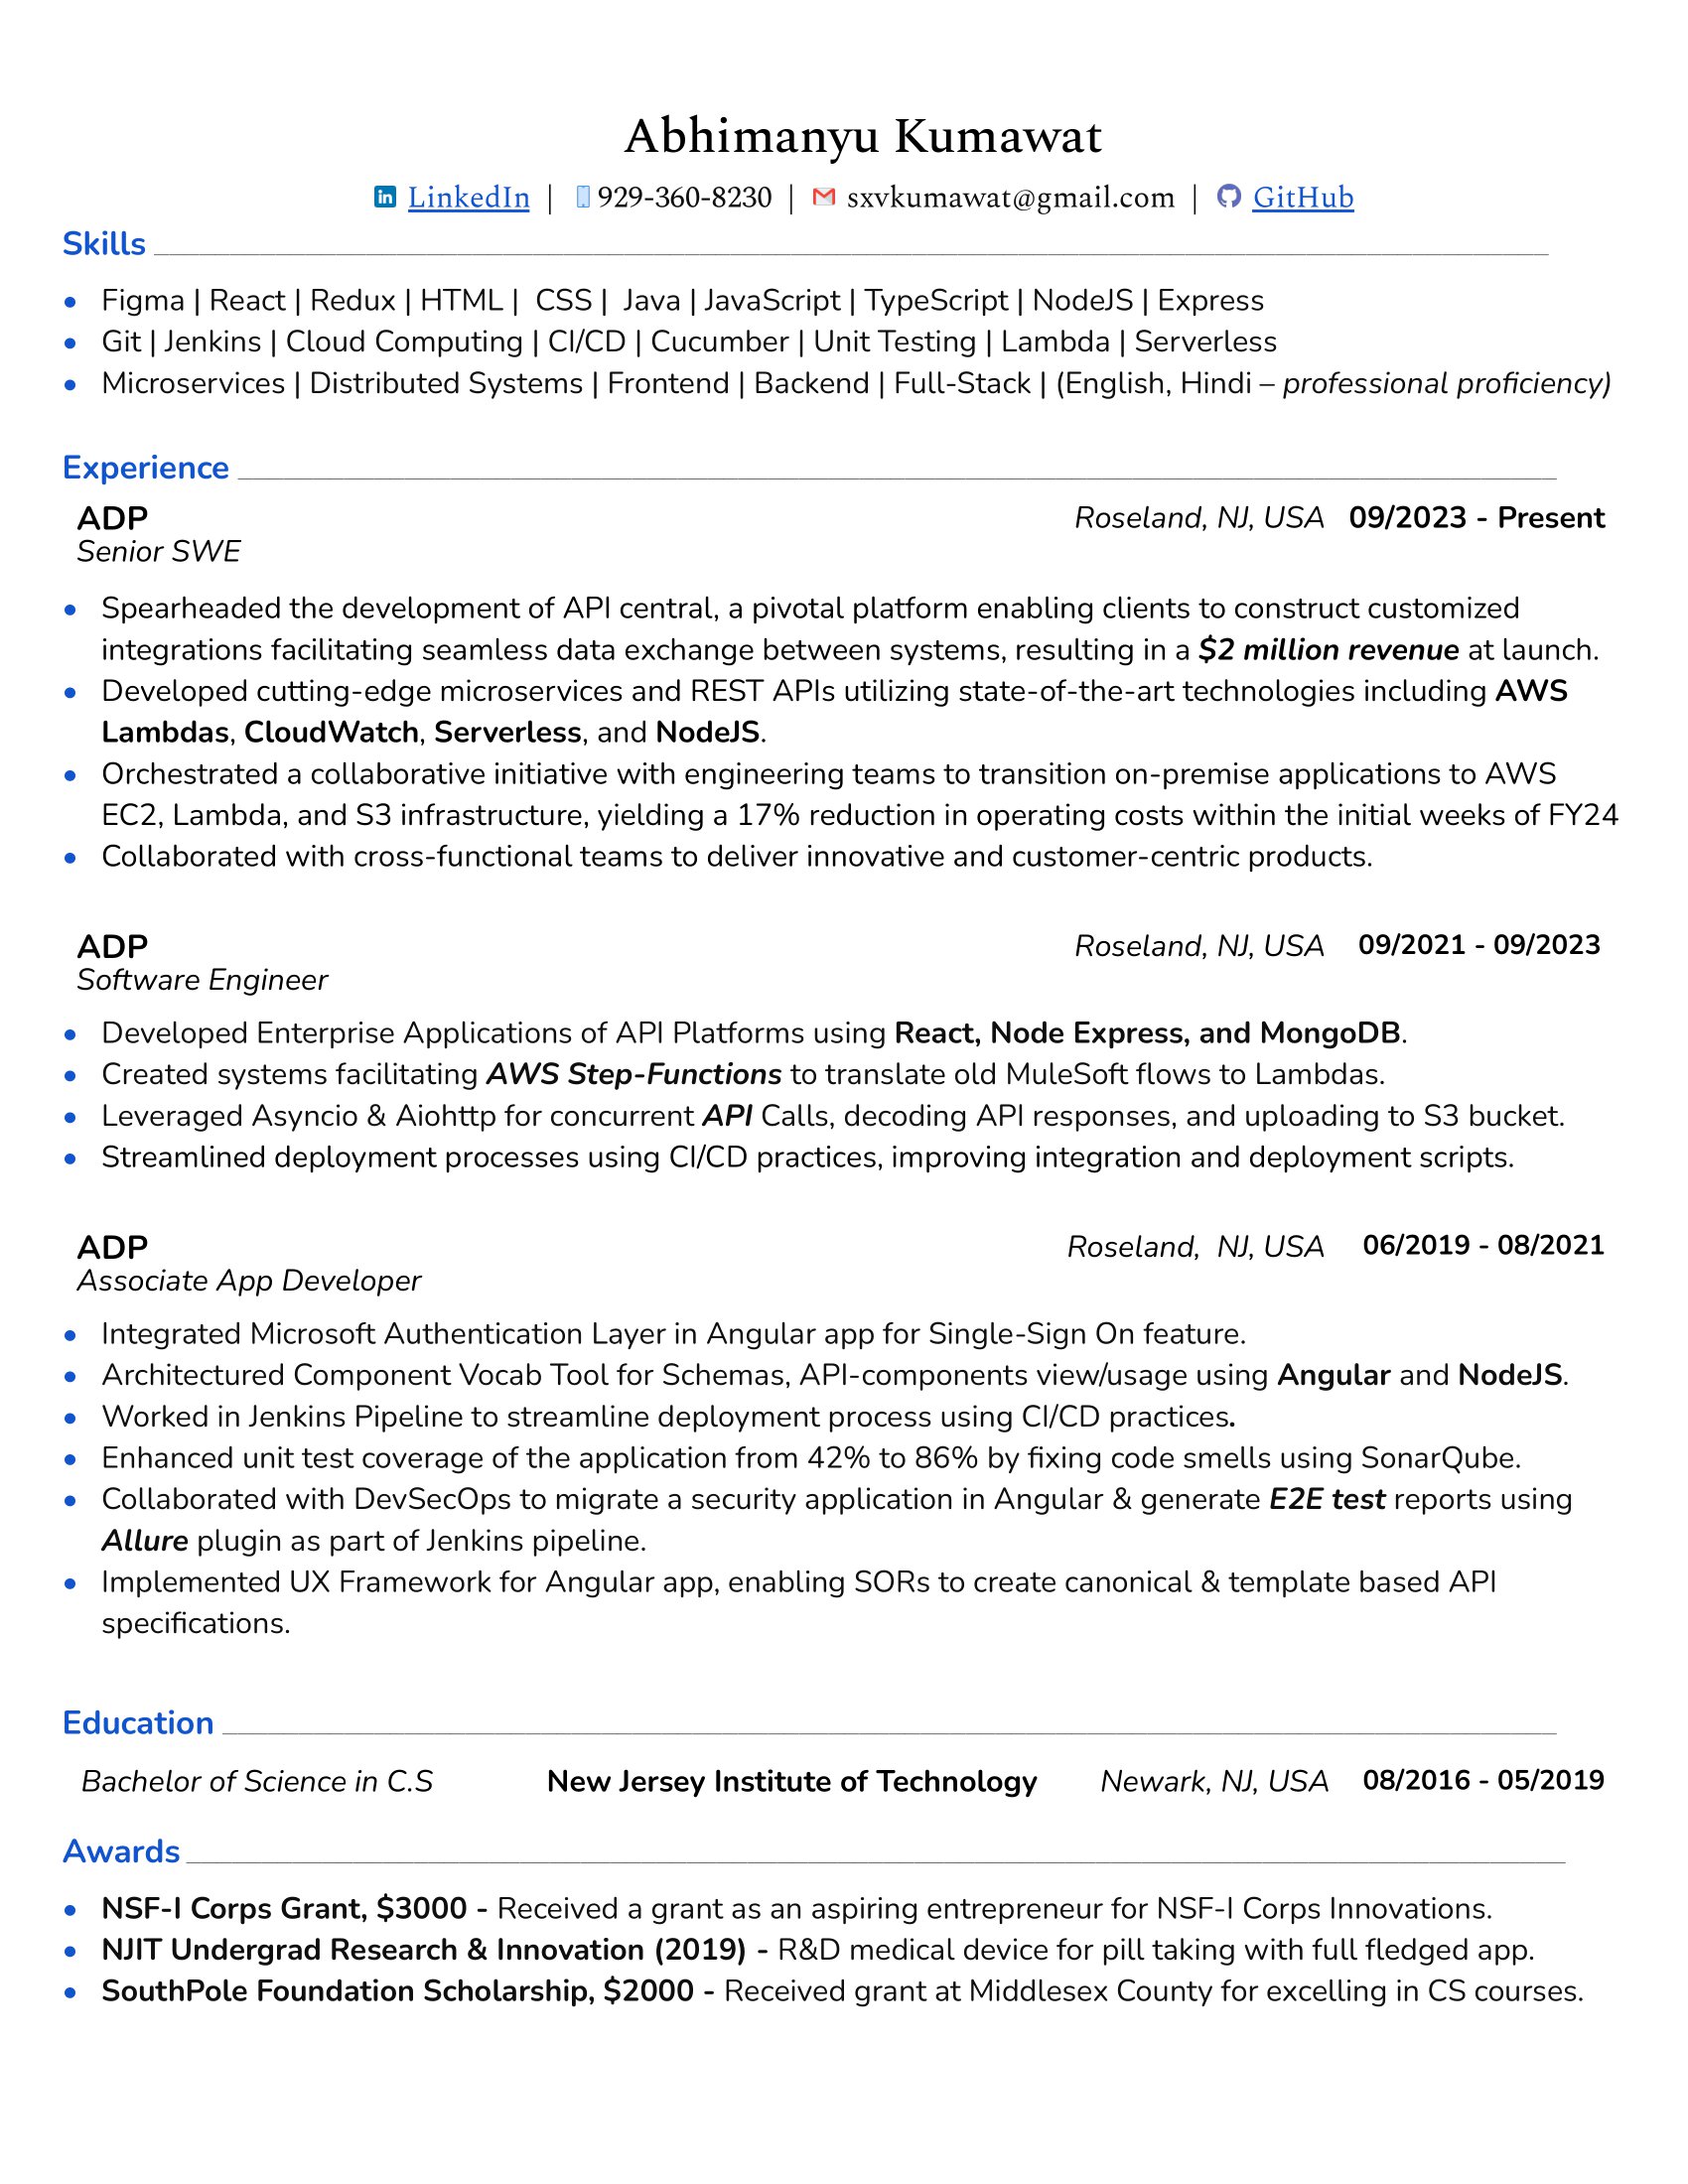 Abhimanyu Kumawat
LinkedIn | 929-360-8230 | sxvkumawat@gmail.com | GitHub
Skills
• Figma | React | Redux | HTML | CSS | Java | JavaScript | TypeScript | NodeJS | Express
• Git | Jenkins | Cloud Computing | CI/CD | Cucumber | Unit Testing | Lambda | Serverless
• Microservices | Distributed Systems | Frontend | Backend | Full-Stack | (English, Hindi – professional proficiency)
Experience
ADP Roseland, NJ, USA 09/2023 - Present
Senior SWE
• Spearheaded the development of API central, a pivotal platform enabling clients to construct customized
integrations facilitating seamless data exchange between systems, resulting in a $2 million revenue at launch.
• Developed cutting-edge microservices and REST APIs utilizing state-of-the-art technologies including AWS
Lambdas, CloudWatch, Serverless, and NodeJS.
• Orchestrated a collaborative initiative with engineering teams to transition on-premise applications to AWS
EC2, Lambda, and S3 infrastructure, yielding a 17% reduction in operating costs within the initial weeks of FY24
• Collaborated with cross-functional teams to deliver innovative and customer-centric products.
ADP Roseland, NJ, USA 09/2021 - 09/2023
Software Engineer
• Developed Enterprise Applications of API Platforms using React, Node Express, and MongoDB.
• Created systems facilitating AWS Step-Functions to translate old MuleSoft flows to Lambdas.
• Leveraged Asyncio & Aiohttp for concurrent API Calls, decoding API responses, and uploading to S3 bucket.
• Streamlined deployment processes using CI/CD practices, improving integration and deployment scripts.
ADP Roseland, NJ, USA 06/2019 - 08/2021
Associate App Developer
• Integrated Microsoft Authentication Layer in Angular app for Single-Sign On feature.
• Architectured Component Vocab Tool for Schemas, API-components view/usage using Angular and NodeJS.
• Worked in Jenkins Pipeline to streamline deployment process using CI/CD practices.
• Enhanced unit test coverage of the application from 42% to 86% by fixing code smells using SonarQube.
• Collaborated with DevSecOps to migrate a security application in Angular & generate E2E test reports using
Allure plugin as part of Jenkins pipeline.
• Implemented UX Framework for Angular app, enabling SORs to create canonical & template based API
specifications.
Education
Bachelor of Science in C.S New Jersey Institute of Technology Newark, NJ, USA 08/2016 - 05/2019
Awards
• NSF-I Corps Grant, $3000 - Received a grant as an aspiring entrepreneur for NSF-I Corps Innovations.
• NJIT Undergrad Research & Innovation (2019) - R&D medical device for pill taking with full fledged app.
• SouthPole Foundation Scholarship, $2000 - Received grant at Middlesex County for excelling in CS courses.